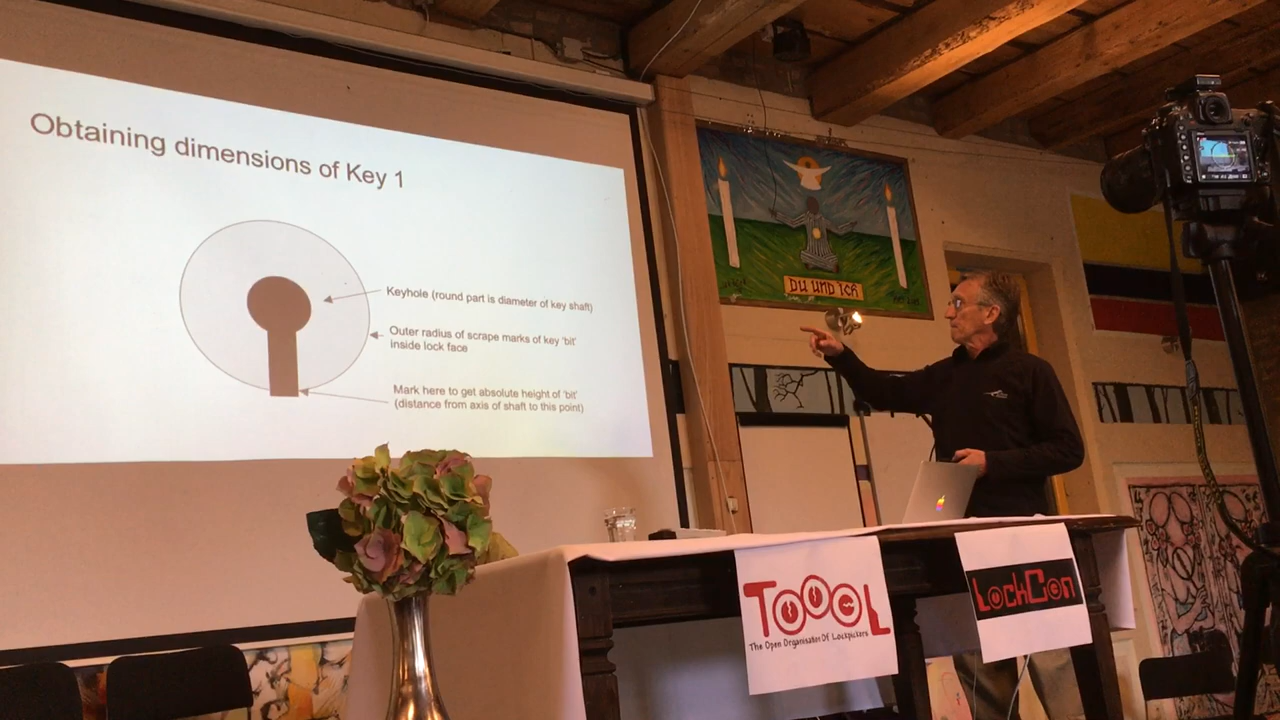 Obtaining dimensions of Key 1
Keyhole (round part is diameter of key shaft)
Outer radius of scrape marks of key 'bit'
inside lock face
Mark here to get absolute height of 'bit'
(distance from axis of shaft to this point)
DU UND ICH
TOOOL
The Open Organisation Of Lockpickers
LockCon